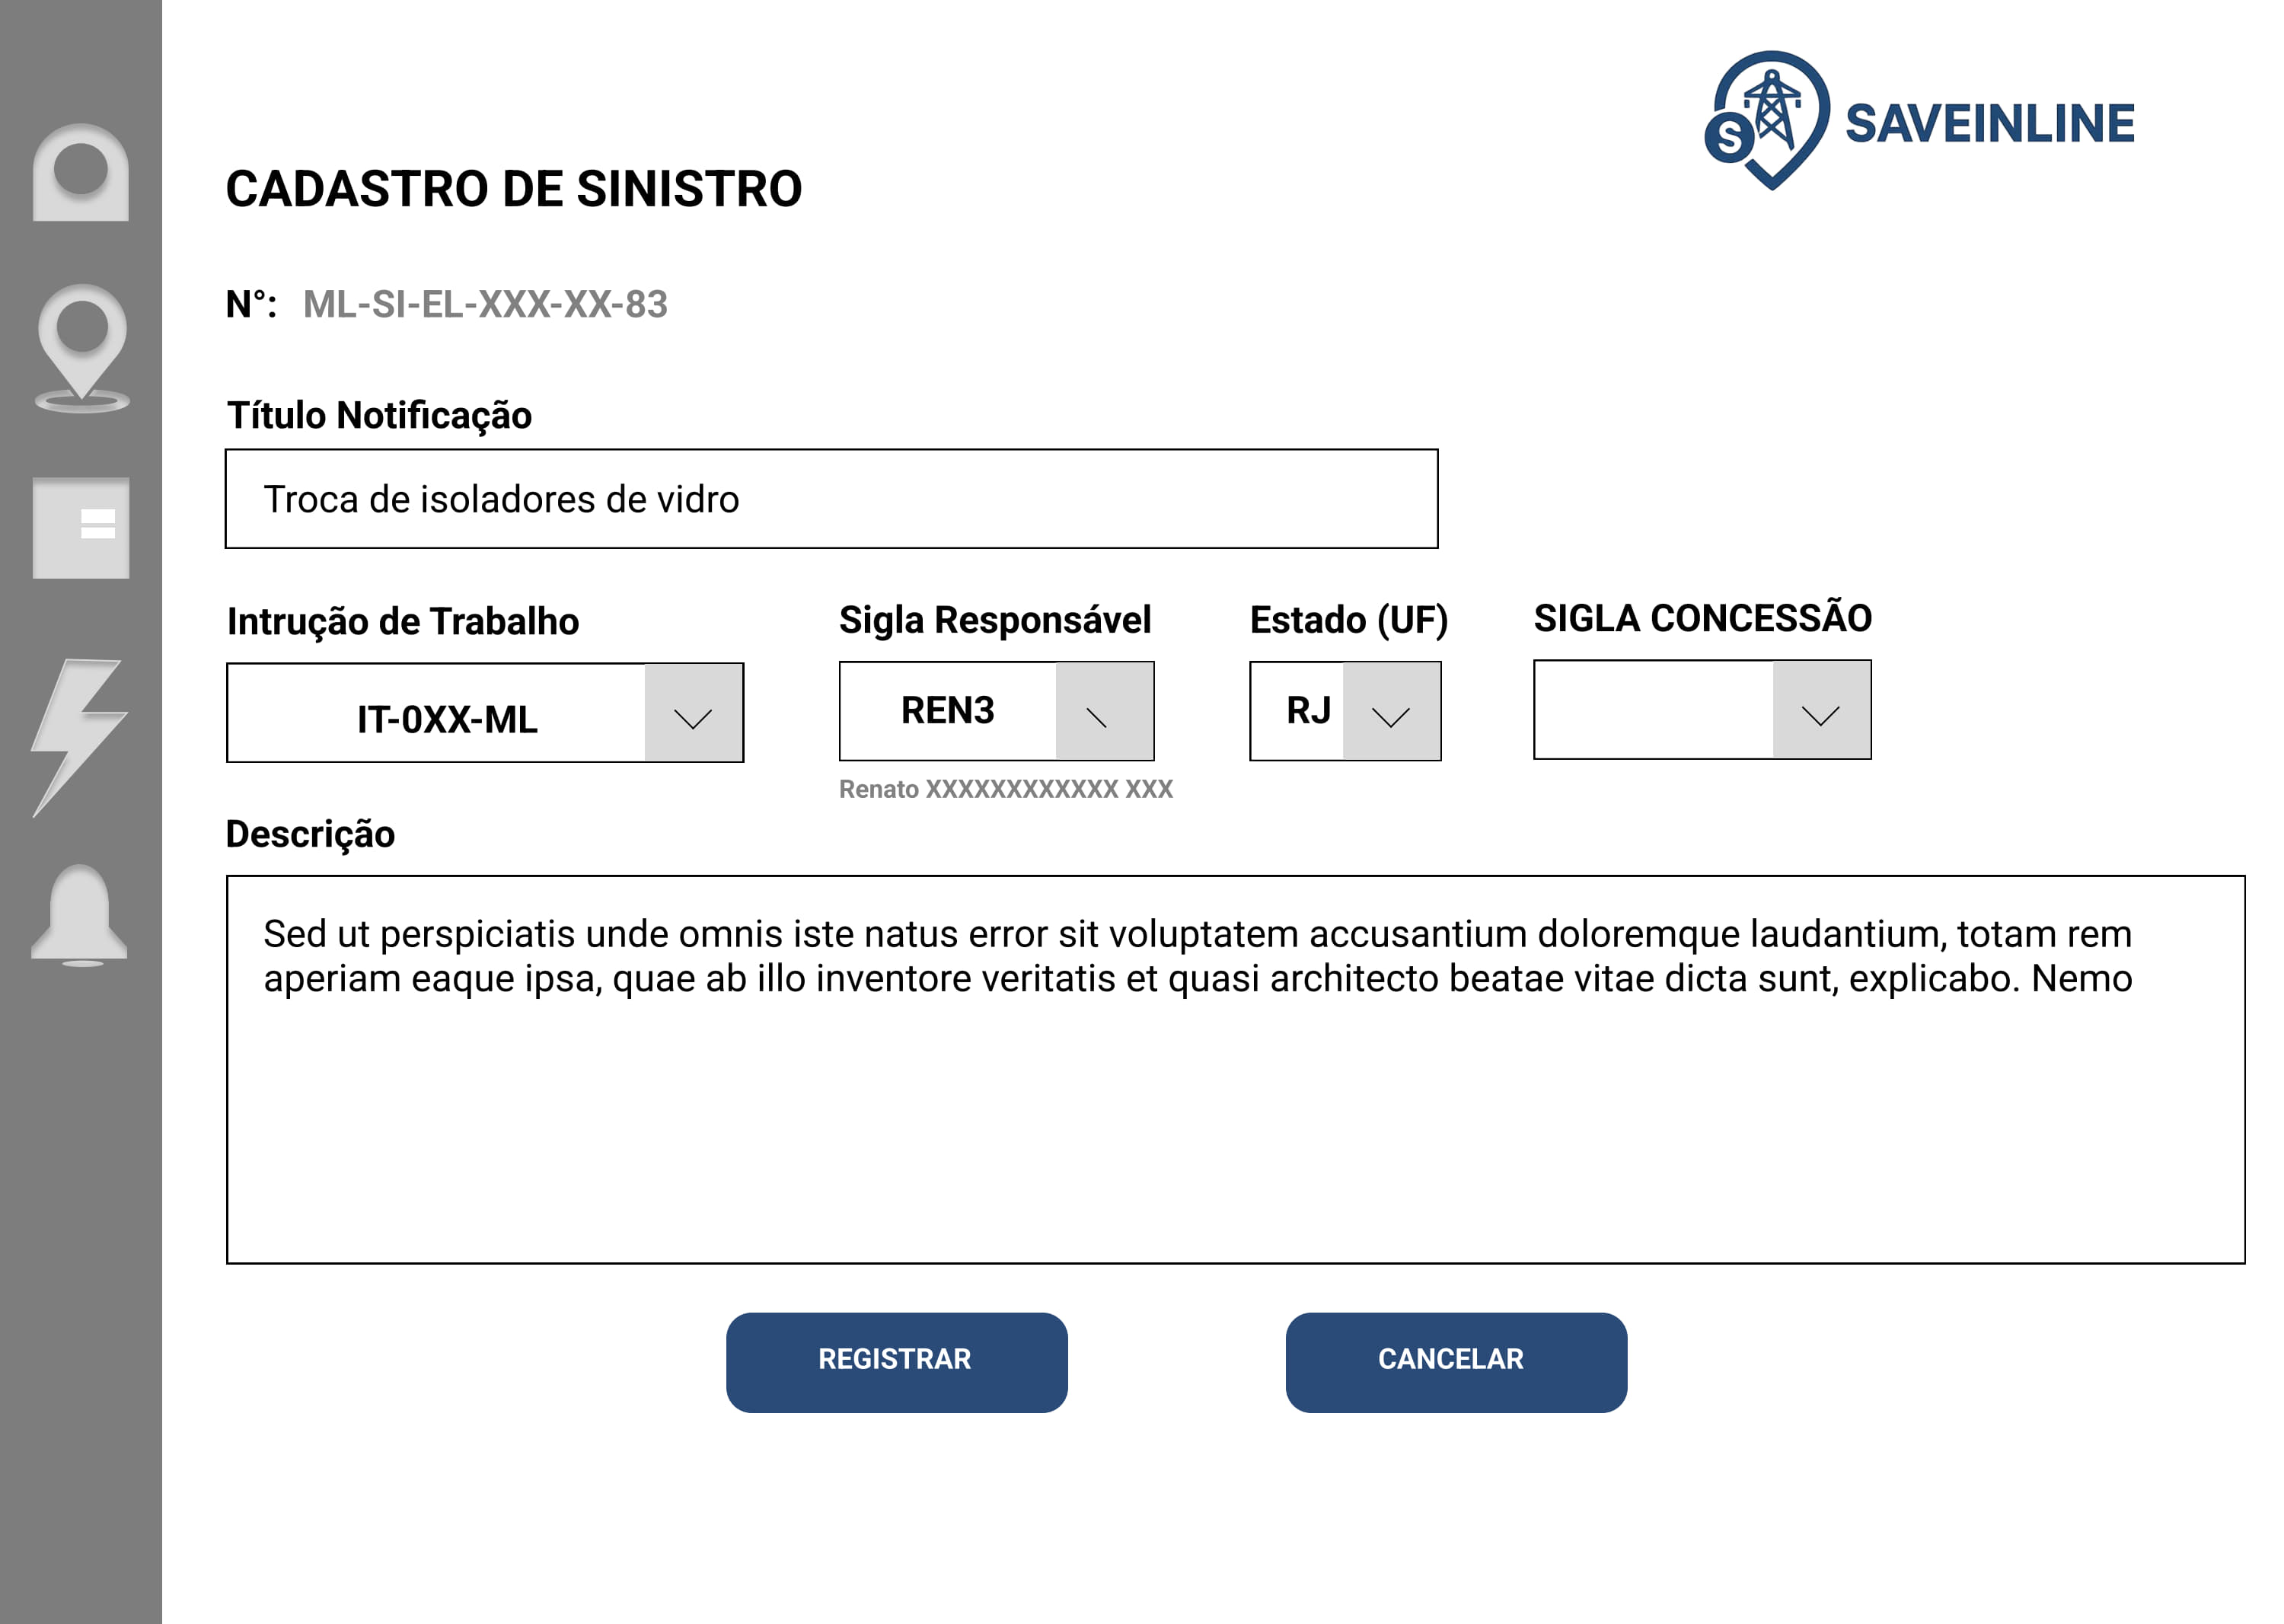 SAVEINLINE
CADASTRO DE SINISTRO
N°: ML-SI-EL-XXX-XX-83
Título Notificação
Troca de isoladores de vidro
Intrução de Trabalho
Sigla Responsável
Estado (UF)
SIGLA CONCESSÃO
IT-0XX-ML
REN3
RJ
Renato XXXXXXXXXXXX XXX
Descrição
Sed ut perspiciatis unde omnis iste natus error sit voluptatem accusantium doloremque laudantium, totam rem
aperiam eaque ipsa, quae ab illo inventore veritatis et quasi architecto beatae vitae dicta sunt, explicabo. Nemo
REGISTRAR
CANCELAR